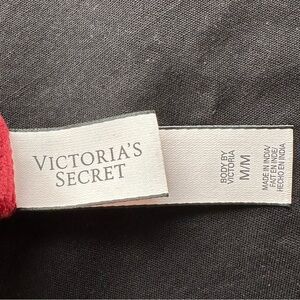 VICTORIA'S
SECRET
BODY BY
VICTORIA
M/M
MADE IN INDIA/
FAIT EN INDE/
HECHO EN INDIA